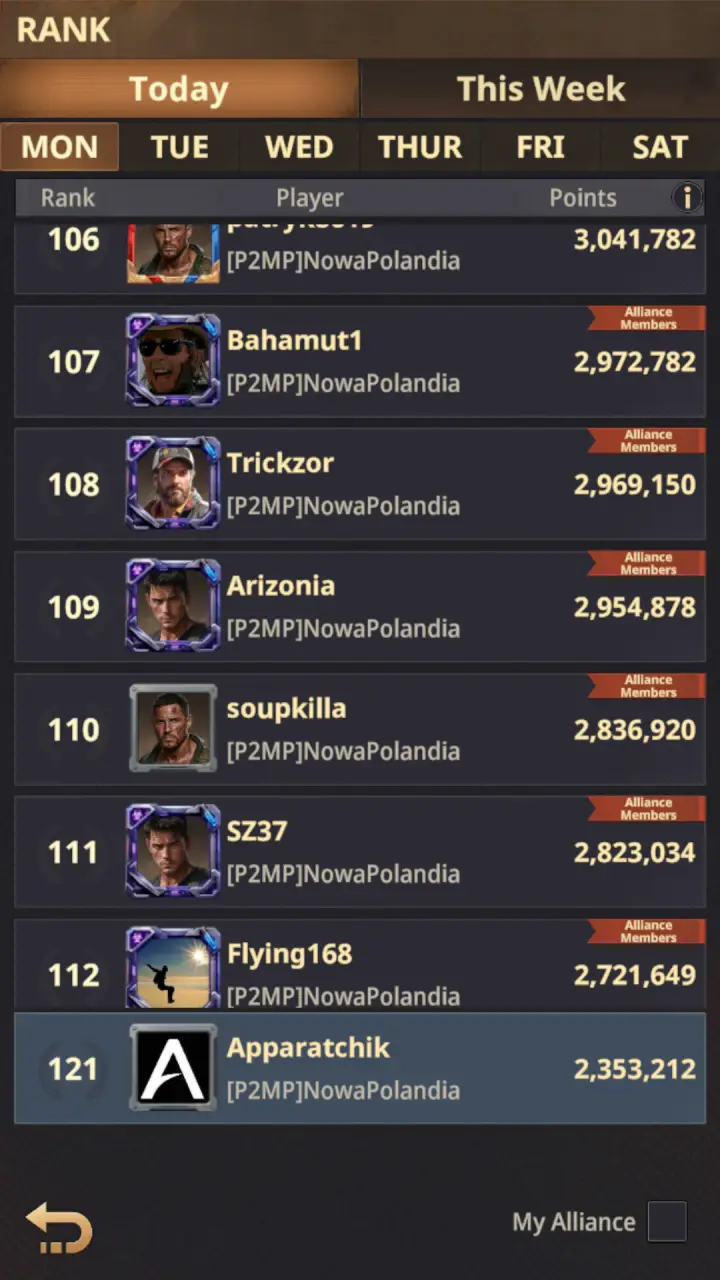 RANK
Today
This Week
MON
TUE
WED
THUR
FRI
SAT
Rank
Player
Points
i
106
3,041,782
[P2MP]NowaPolandia
107
Bahamut1
[P2MP]NowaPolandia
Alliance
Members
2,972,782
108
Trickzor
[P2MP]NowaPolandia
Alliance
Members
2,969,150
109
Arizonia
[P2MP]NowaPolandia
Alliance
Members
2,954,878
110
soupkilla
[P2MP]NowaPolandia
Alliance
Members
2,836,920
111
SZ37
[P2MP]NowaPolandia
Alliance
Members
2,823,034
112
Flying168
[P2MP]NowaPolandia
Alliance
Members
2,721,649
121
A
Apparatchik
[P2MP]NowaPolandia
2,353,212
My Alliance